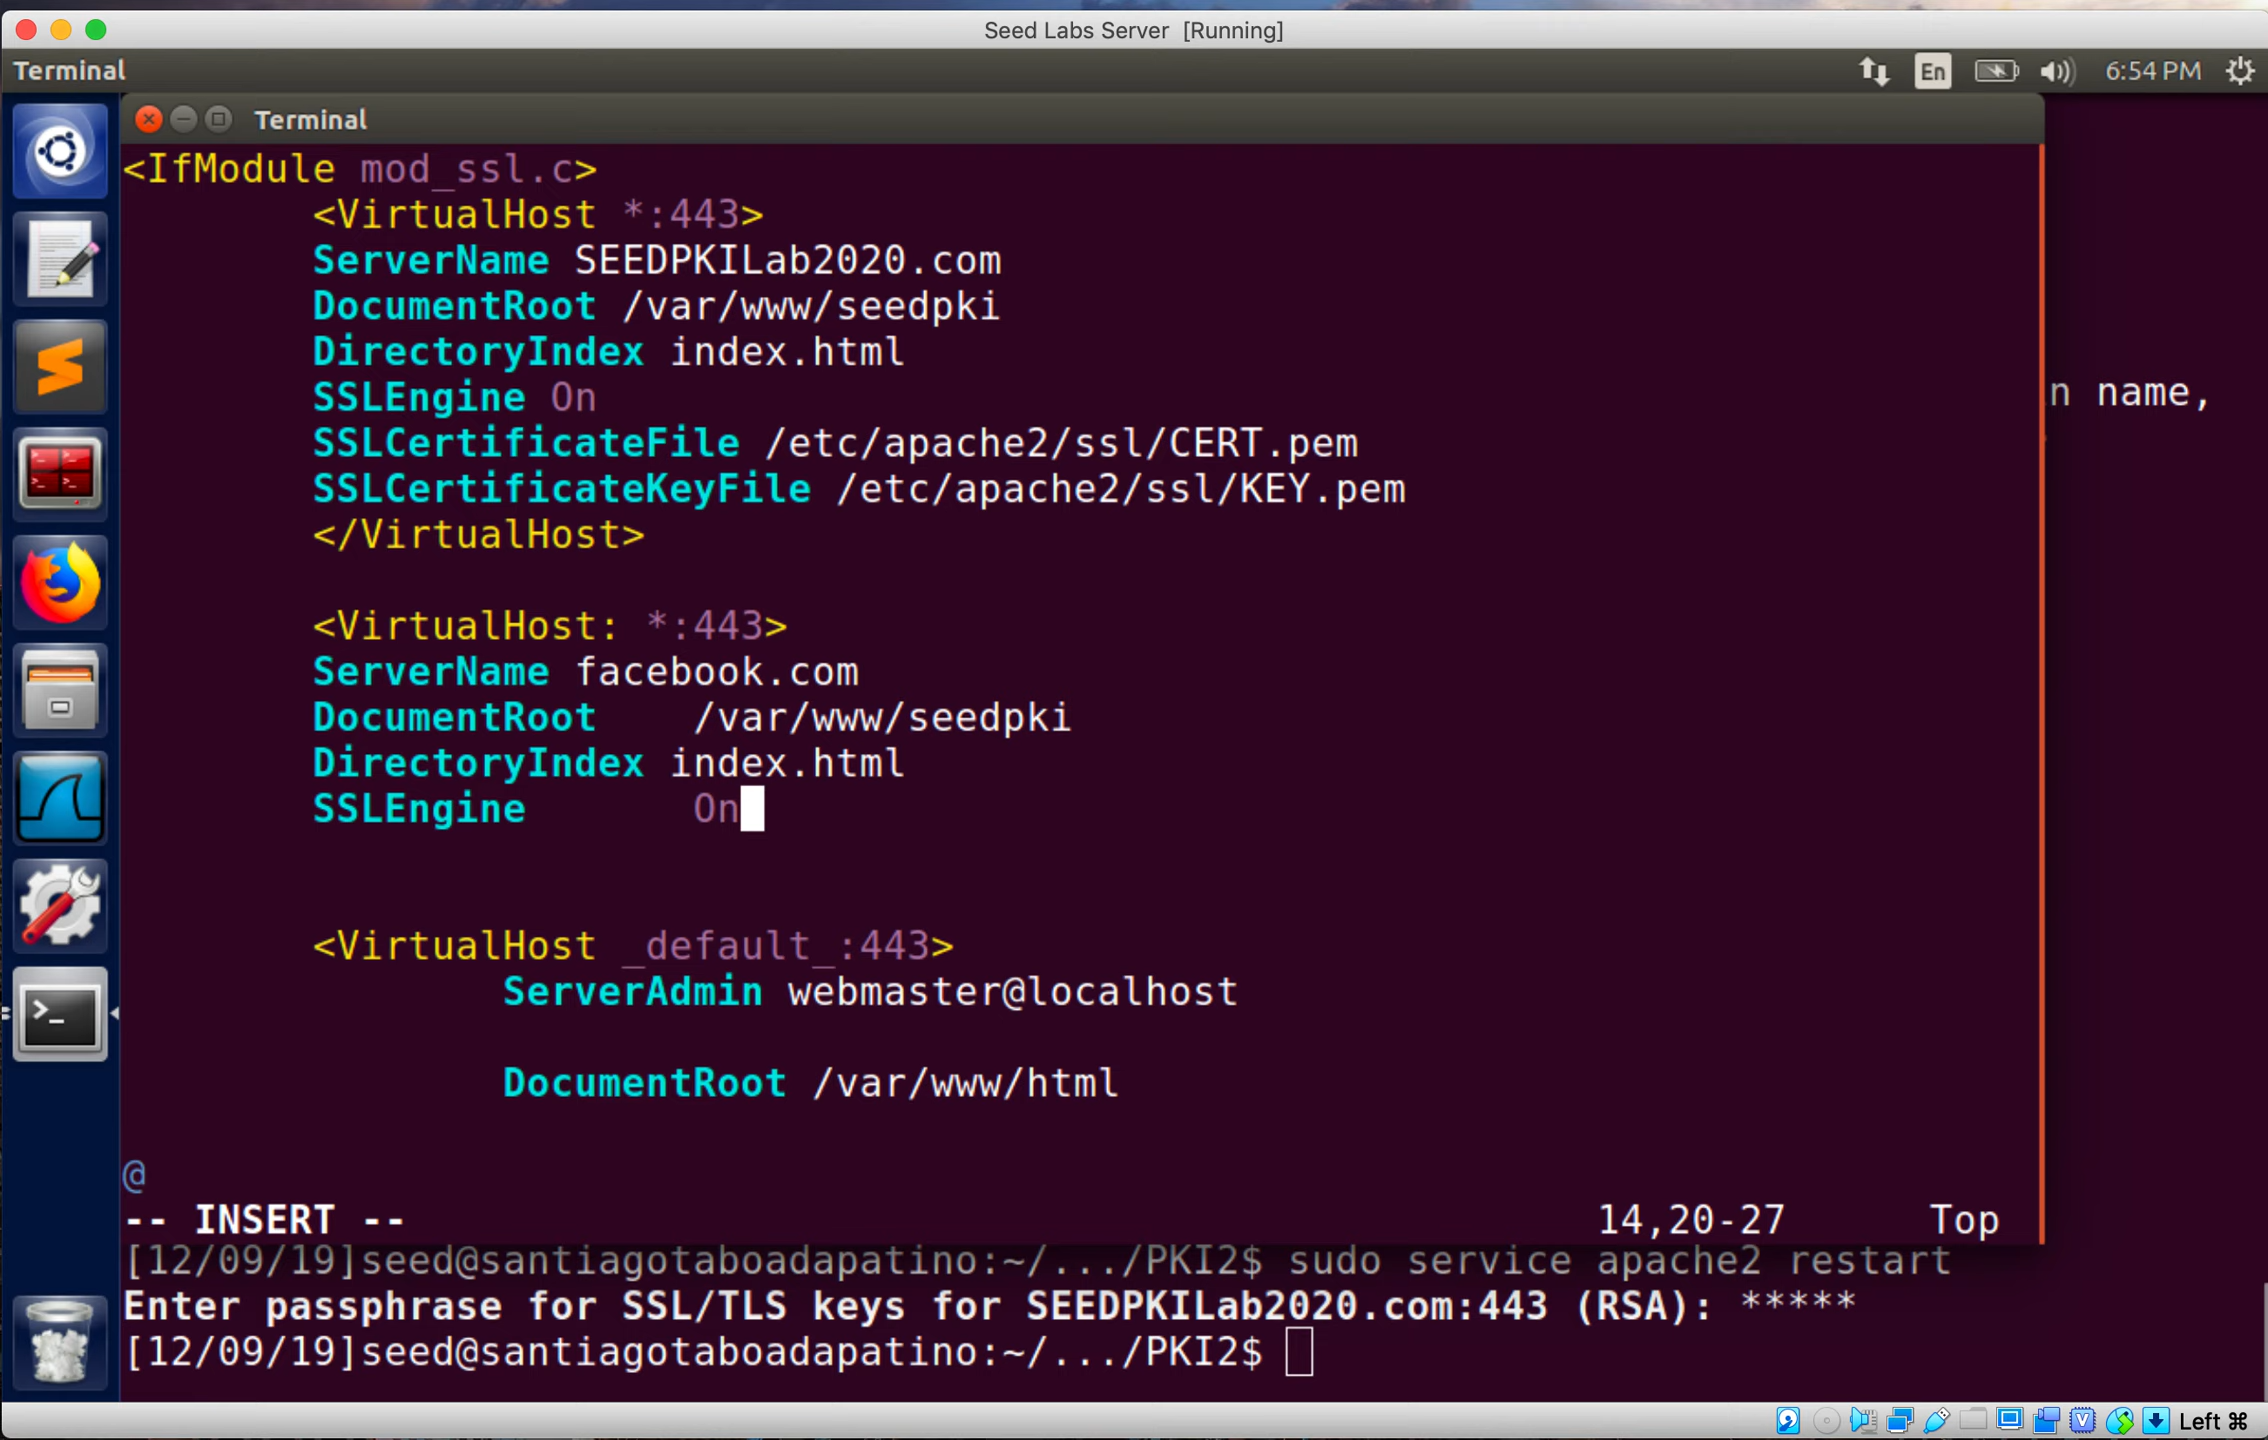 Seed Labs Server [Running]
Terminal
En
6:54 PM
Terminal
<IfModule mod_ssl.c>
<VirtualHost *:443>
ServerName SEEDPKILab2020.com
DocumentRoot /var/www/seedpki
DirectoryIndex index.html
SSLEngine On
n name,
SSLCertificateFile /etc/apache2/ssl/CERT.pem
SSLCertificateKeyFile /etc/apache2/ssl/KEY.pem
</VirtualHost>
<VirtualHost: *:443>
ServerName facebook.com
DocumentRoot    /var/www/seedpki
DirectoryIndex index.html
SSLEngine       On
<VirtualHost _default_:443>
ServerAdmin webmaster@localhost
DocumentRoot /var/www/html
@
-- INSERT --
14,20-27
Top
[12/09/19]seed@santiagotaboadapatino:~/.../PKI2$ sudo service apache2 restart
Enter passphrase for SSL/TLS keys for SEEDPKILab2020.com:443 (RSA): *****
[12/09/19]seed@santiagotaboadapatino:~/.../PKI2$
Left ⌘